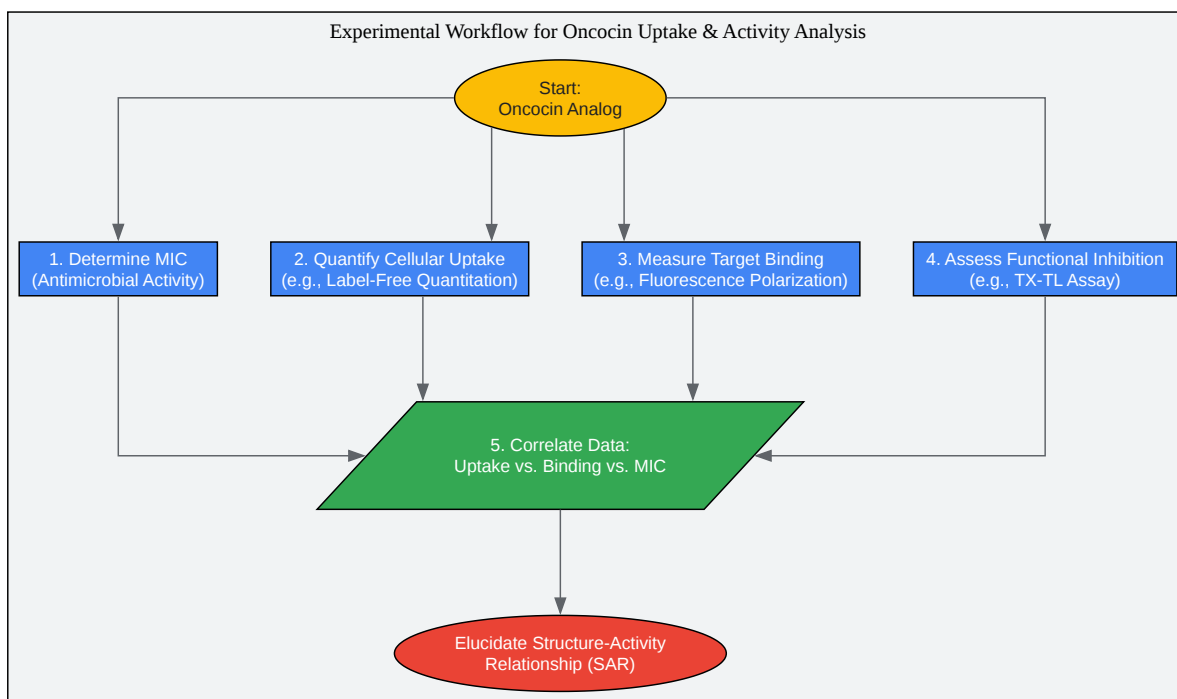 Experimental Workflow for Oncocin Uptake & Activity Analysis
Start:
Oncocin Analog
1. Determine MIC
(Antimicrobial Activity)
2. Quantify Cellular Uptake
(e.g., Label-Free Quantitation)
3. Measure Target Binding
(e.g., Fluorescence Polarization)
4. Assess Functional Inhibition
(e.g., TX-TL Assay)
5. Correlate Data:
Uptake vs. Binding vs. MIC
Elucidate Structure-Activity
Relationship (SAR)